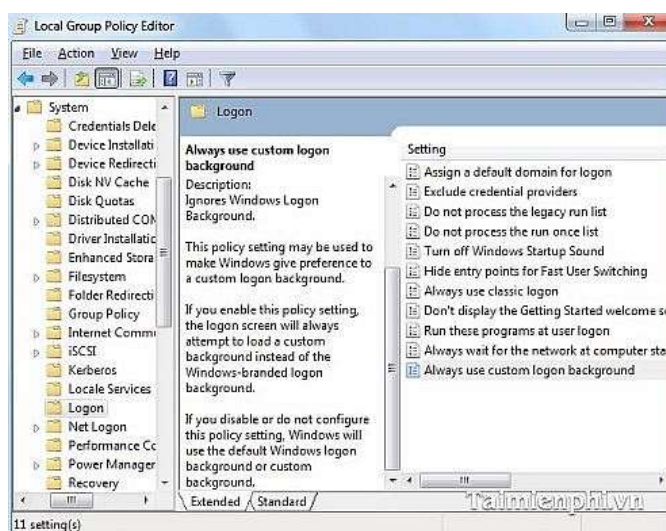 Local Group Policy Editor
File Action View Help
System
Credentials Dele
Device Installati
Device Redirecti
Disk NV Cache
Disk Quotas
Distributed COM
Driver Installatic
Enhanced Stora
Filesystem
Folder Redirecti
Group Policy
Internet Commu
iSCSI
Kerberos
Locale Services
Logon
Net Logon
Performance Cc
Power Manager
Recovery
Logon
Always use custom logon
background
Description:
Ignores Windows Logon
Background.
This policy setting may be used to
make Windows give preference to
a custom logon background.
If you enable this policy setting,
the logon screen will always
attempt to load a custom
background instead of the
Windows-branded logon
background.
If you disable or do not configure
this policy setting, Windows will
use the default Windows logon
background or custom
background.
Setting
Assign a default domain for logon
Exclude credential providers
Do not process the legacy run list
Do not process the run once list
Turn off Windows Startup Sound
Hide entry points for Fast User Switching
Always use classic logon
Don't display the Getting Started welcome s
Run these programs at user logon
Always wait for the network at computer sta
Always use custom logon background
Extended Standard
Taimienphi.vn
11 setting(s)